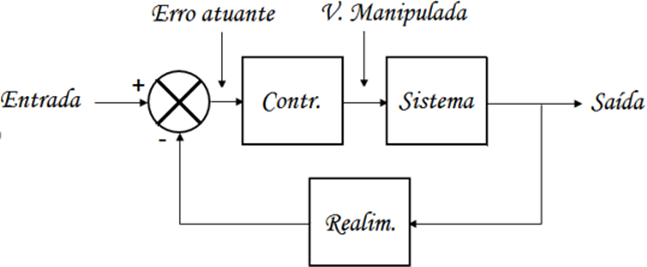 Erro atuante
V. Manipulada
Entrada
+
Contr.
Sistema
Saída
-
Realim.